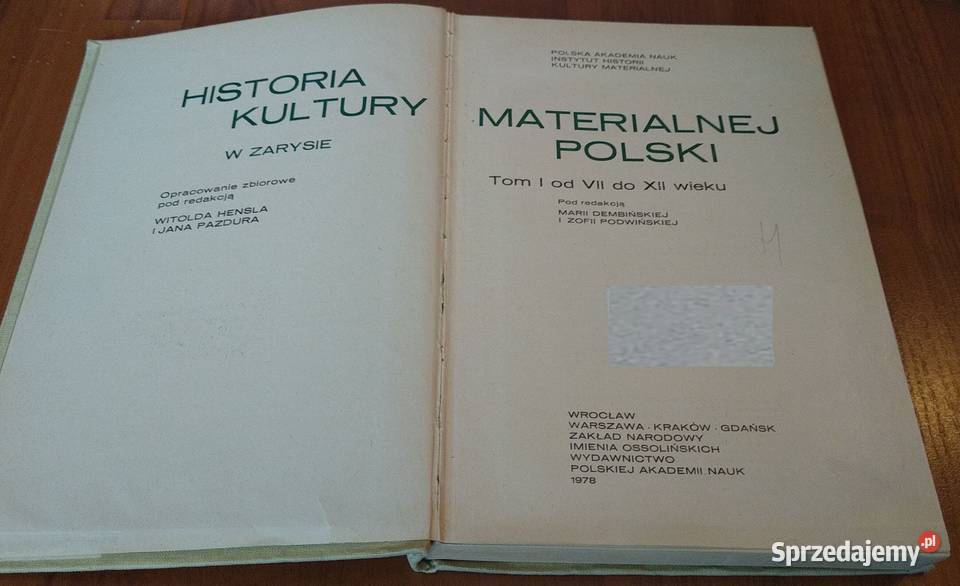 HISTORIA
KULTURY
W ZARYSIE
Opracowanie zbiorowe
pod redakcją
WITOLDA HENSLA
I JANA PAZDURA
POLSKA AKADEMIA NAUK
INSTYTUT HISTORII
KULTURY MATERIALNEJ
MATERIALNEJ
POLSKI
Tom I od VII do XII wieku
Pod redakcją
MARII DEMBIŃSKIEJ
I ZOFII PODWIŃSKIEJ
WROCŁAW
WARSZAWA · KRAKÓW · GDAŃSK
ZAKŁAD NARODOWY
IMIENIA OSSOLIŃSKICH
WYDAWNICTWO
POLSKIEJ AKADEMII NAUK
1978
Sprzedajemy.pl